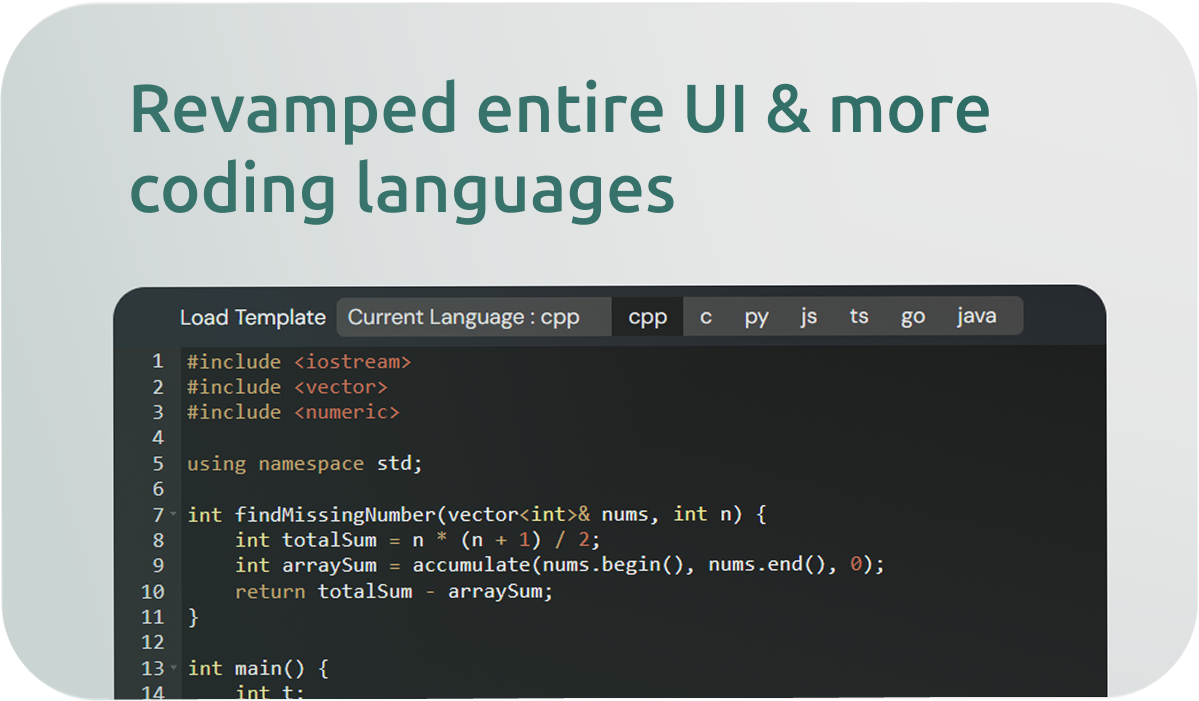 Revamped entire UI & more
coding languages
Load Template Current Language : cpp cpp c py js ts go java
1 #include <iostream>
2 #include <vector>
3 #include <numeric>
4
5 using namespace std;
6
7 int findMissingNumber(vector<int>& nums, int n) {
8     int totalSum = n * (n + 1) / 2;
9     int arraySum = accumulate(nums.begin(), nums.end(), 0);
10     return totalSum - arraySum;
11 }
12
13 int main() {
14     int t;